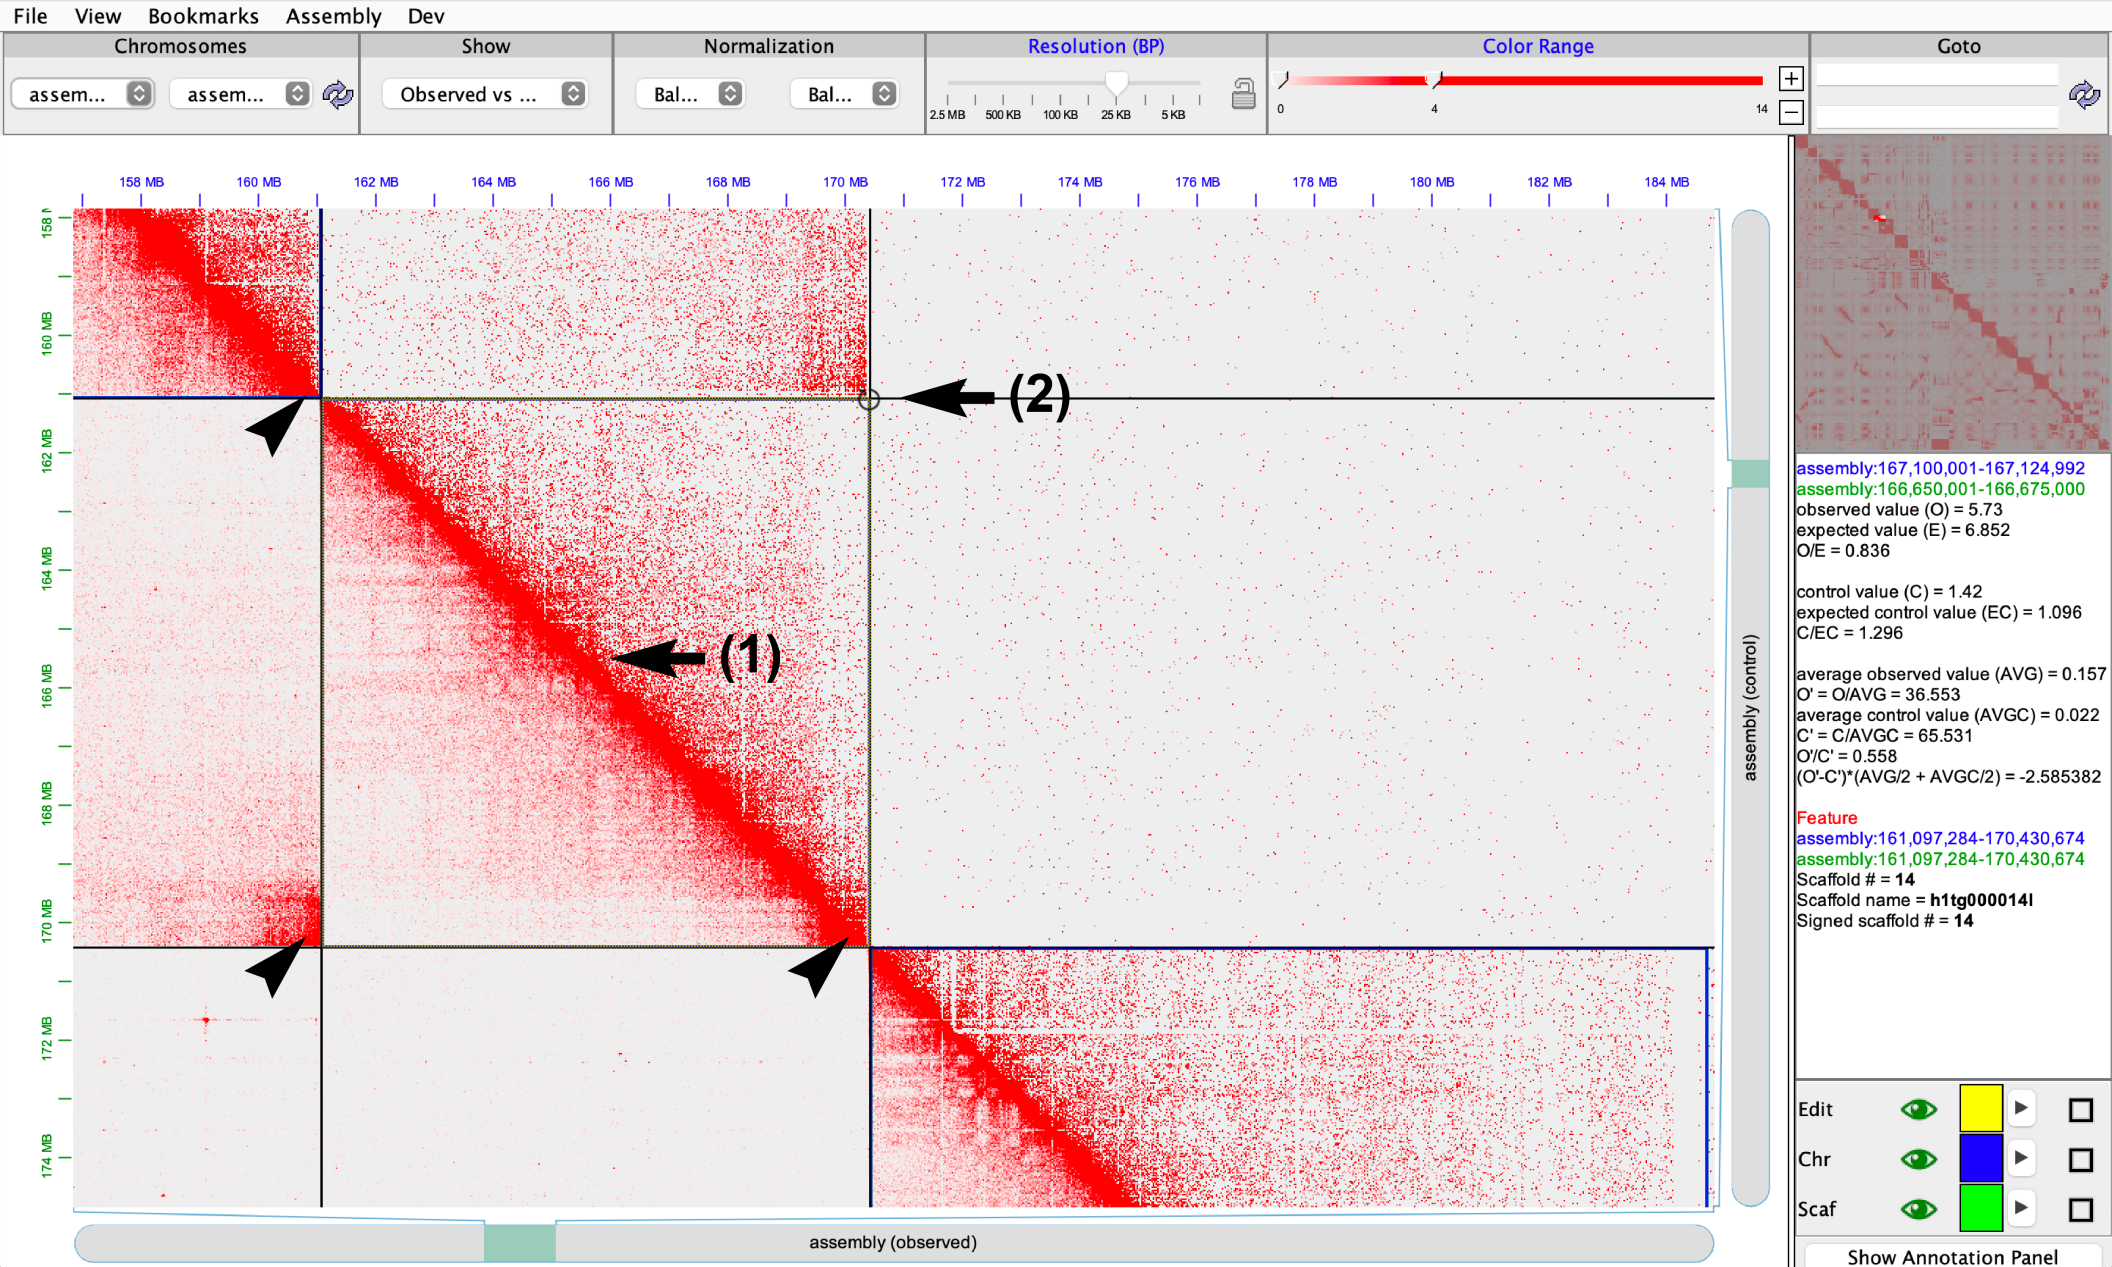 File View Bookmarks Assembly Dev
Chromosomes Show Normalization Resolution (BP) Color Range Goto
assem... assem... Observed vs ... Bal... Bal...
2.5 MB 500 KB 100 KB 25 KB 5 KB
0 4 14
158 MB 160 MB 162 MB 164 MB 166 MB 168 MB 170 MB 172 MB 174 MB 176 MB 178 MB 180 MB 182 MB 184 MB
158 M
160 MB
162 MB
164 MB
166 MB
168 MB
170 MB
172 MB
174 MB
(2)
(1)
assembly (control)
assembly (observed)
assembly:167,100,001-167,124,992
assembly:166,650,001-166,675,000
observed value (O) = 5.73
expected value (E) = 6.852
O/E = 0.836
control value (C) = 1.42
expected control value (EC) = 1.096
C/EC = 1.296
average observed value (AVG) = 0.157
O' = O/AVG = 36.553
average control value (AVGC) = 0.022
C' = C/AVGC = 65.531
O'/C' = 0.558
(O'-C')*(AVG/2 + AVGC/2) = -2.585382
Feature
assembly:161,097,284-170,430,674
assembly:161,097,284-170,430,674
Scaffold # = 14
Scaffold name = h1tg000014l
Signed scaffold # = 14
Edit
Chr
Scaf
Show Annotation Panel